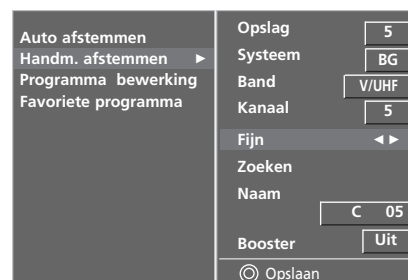 Auto afstemmen
Handm. afstemmen ►
Programma bewerking
Favoriete programma
Opslag 5
Systeem BG
Band V/UHF
Kanaal 5
Fijn ◄ ►
Zoeken
Naam
C 05
Booster Uit
Opslaan